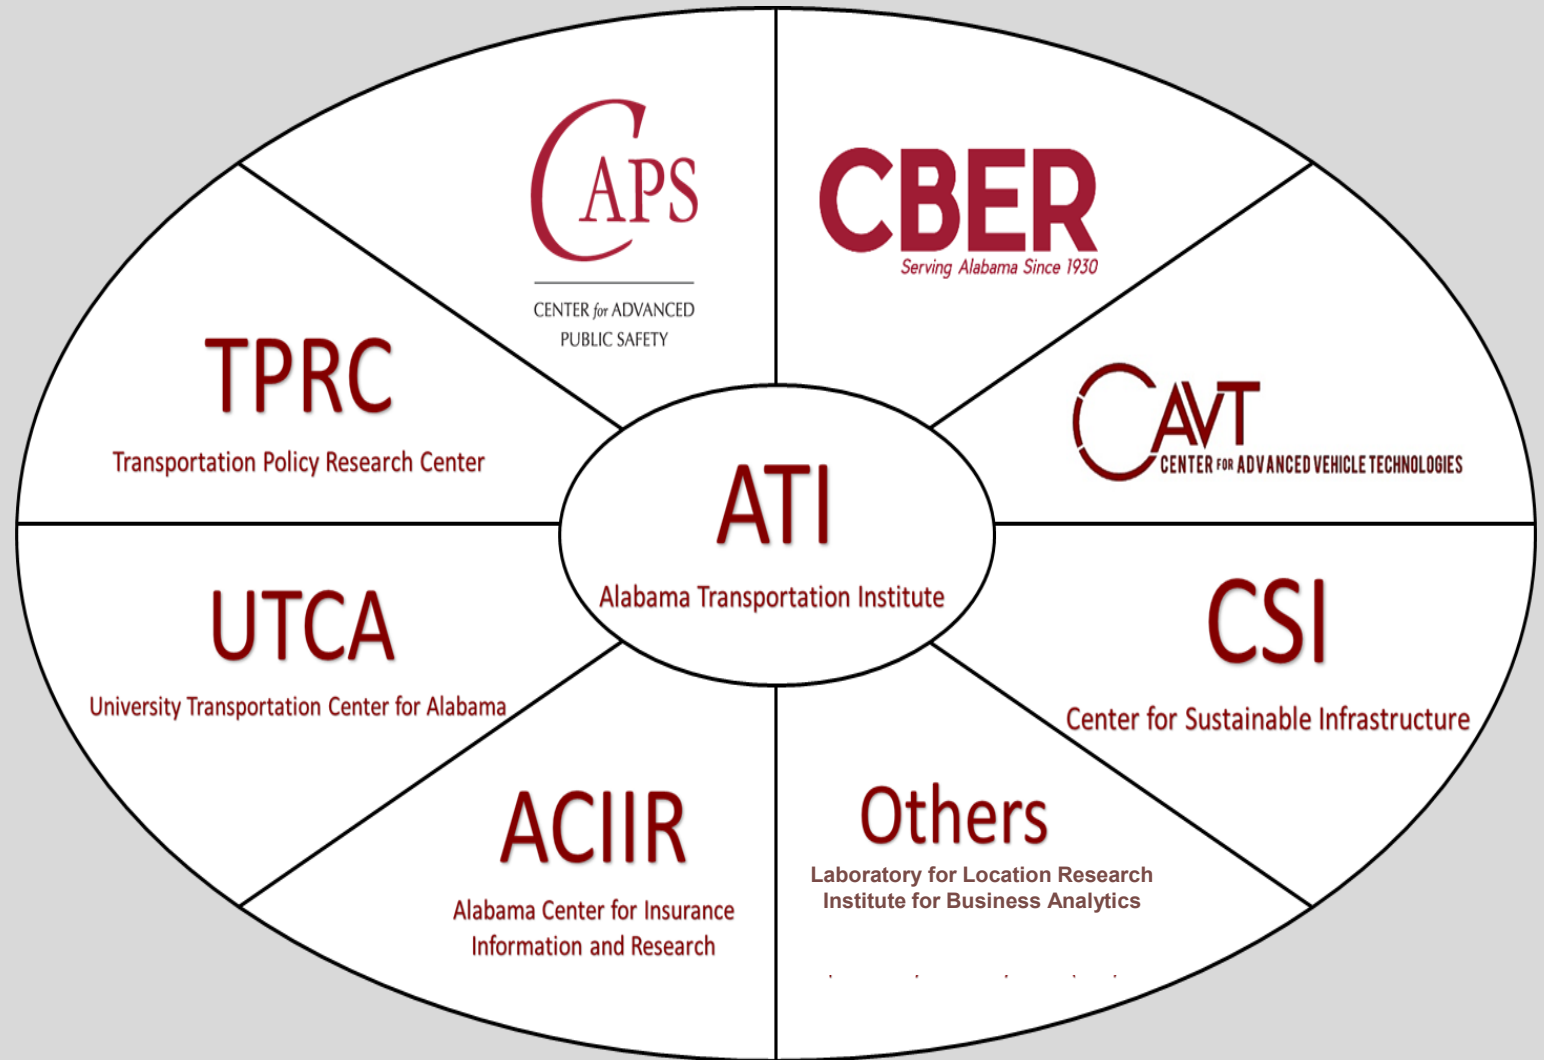 CAPS
CENTER for ADVANCED
PUBLIC SAFETY
CBER
Serving Alabama Since 1930
TPRC
Transportation Policy Research Center
CAVT
CENTER FOR ADVANCED VEHICLE TECHNOLOGIES
ATI
Alabama Transportation Institute
UTCA
University Transportation Center for Alabama
CSI
Center for Sustainable Infrastructure
ACIIR
Alabama Center for Insurance
Information and Research
Others
Laboratory for Location Research
Institute for Business Analytics